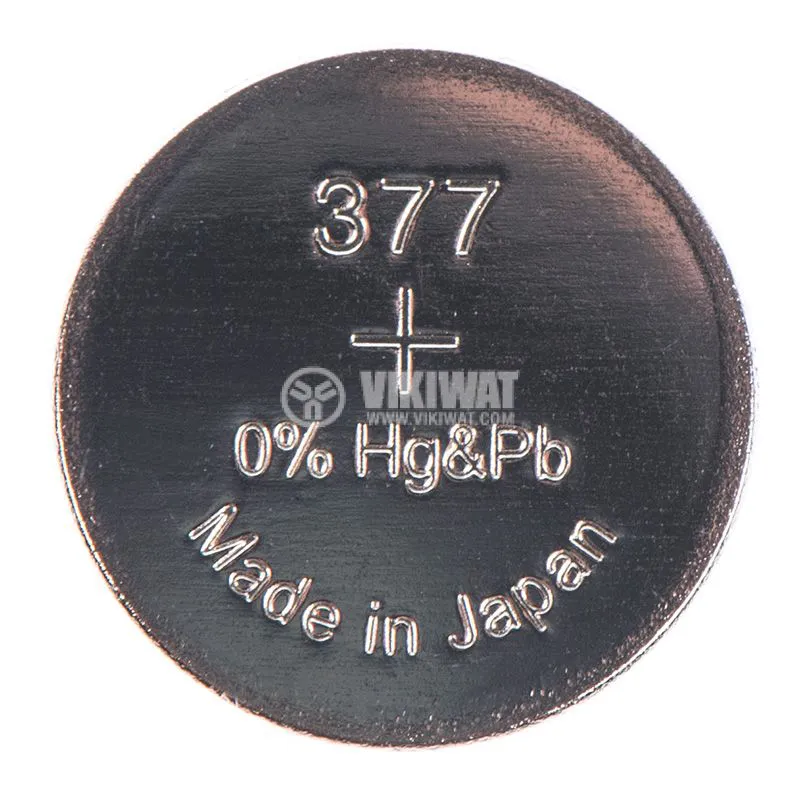 377
+
VIKIWAT
WWW.VIKIWAT.COM
0% Hg&Pb
Made in Japan